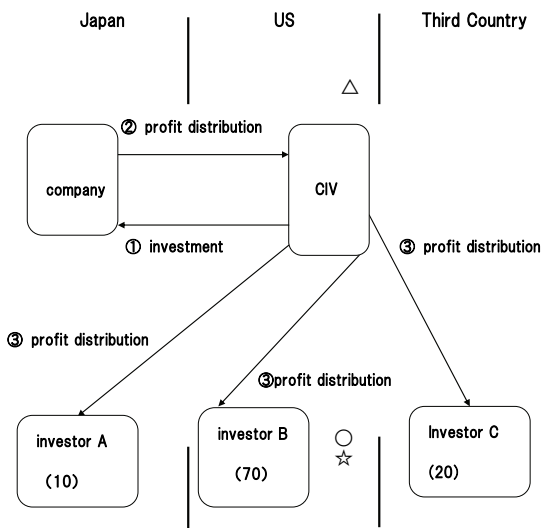 Japan
US
Third Country
△
② profit distribution
company
CIV
① investment
③ profit distribution
③ profit distribution
③profit distribution
investor A
(10)
investor B
(70)
○
☆
Investor C
(20)